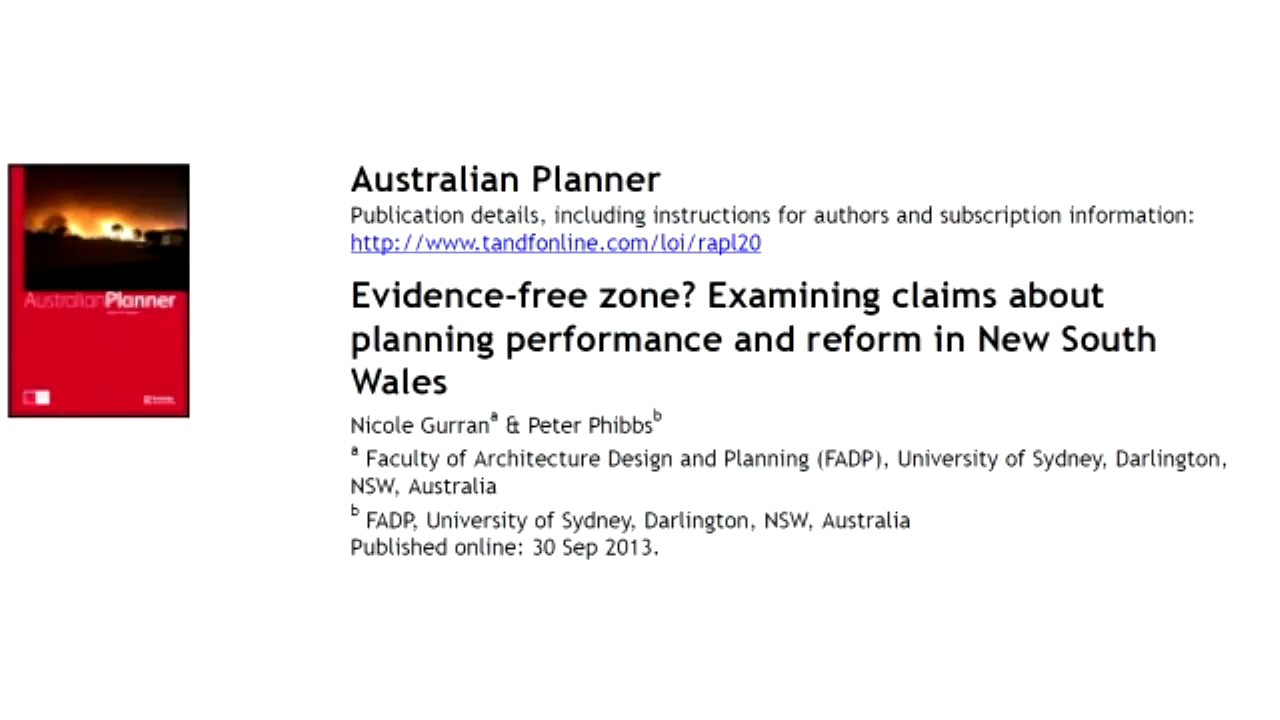 Australian Planner
Publication details, including instructions for authors and subscription information:
http://www.tandfonline.com/loi/rapl20
Evidence-free zone? Examining claims about
planning performance and reform in New South
Wales
Nicole Gurranᵃ & Peter Phibbsᵇ
ᵃ Faculty of Architecture Design and Planning (FADP), University of Sydney, Darlington,
NSW, Australia
ᵇ FADP, University of Sydney, Darlington, NSW, Australia
Published online: 30 Sep 2013.
AustralianPlanner